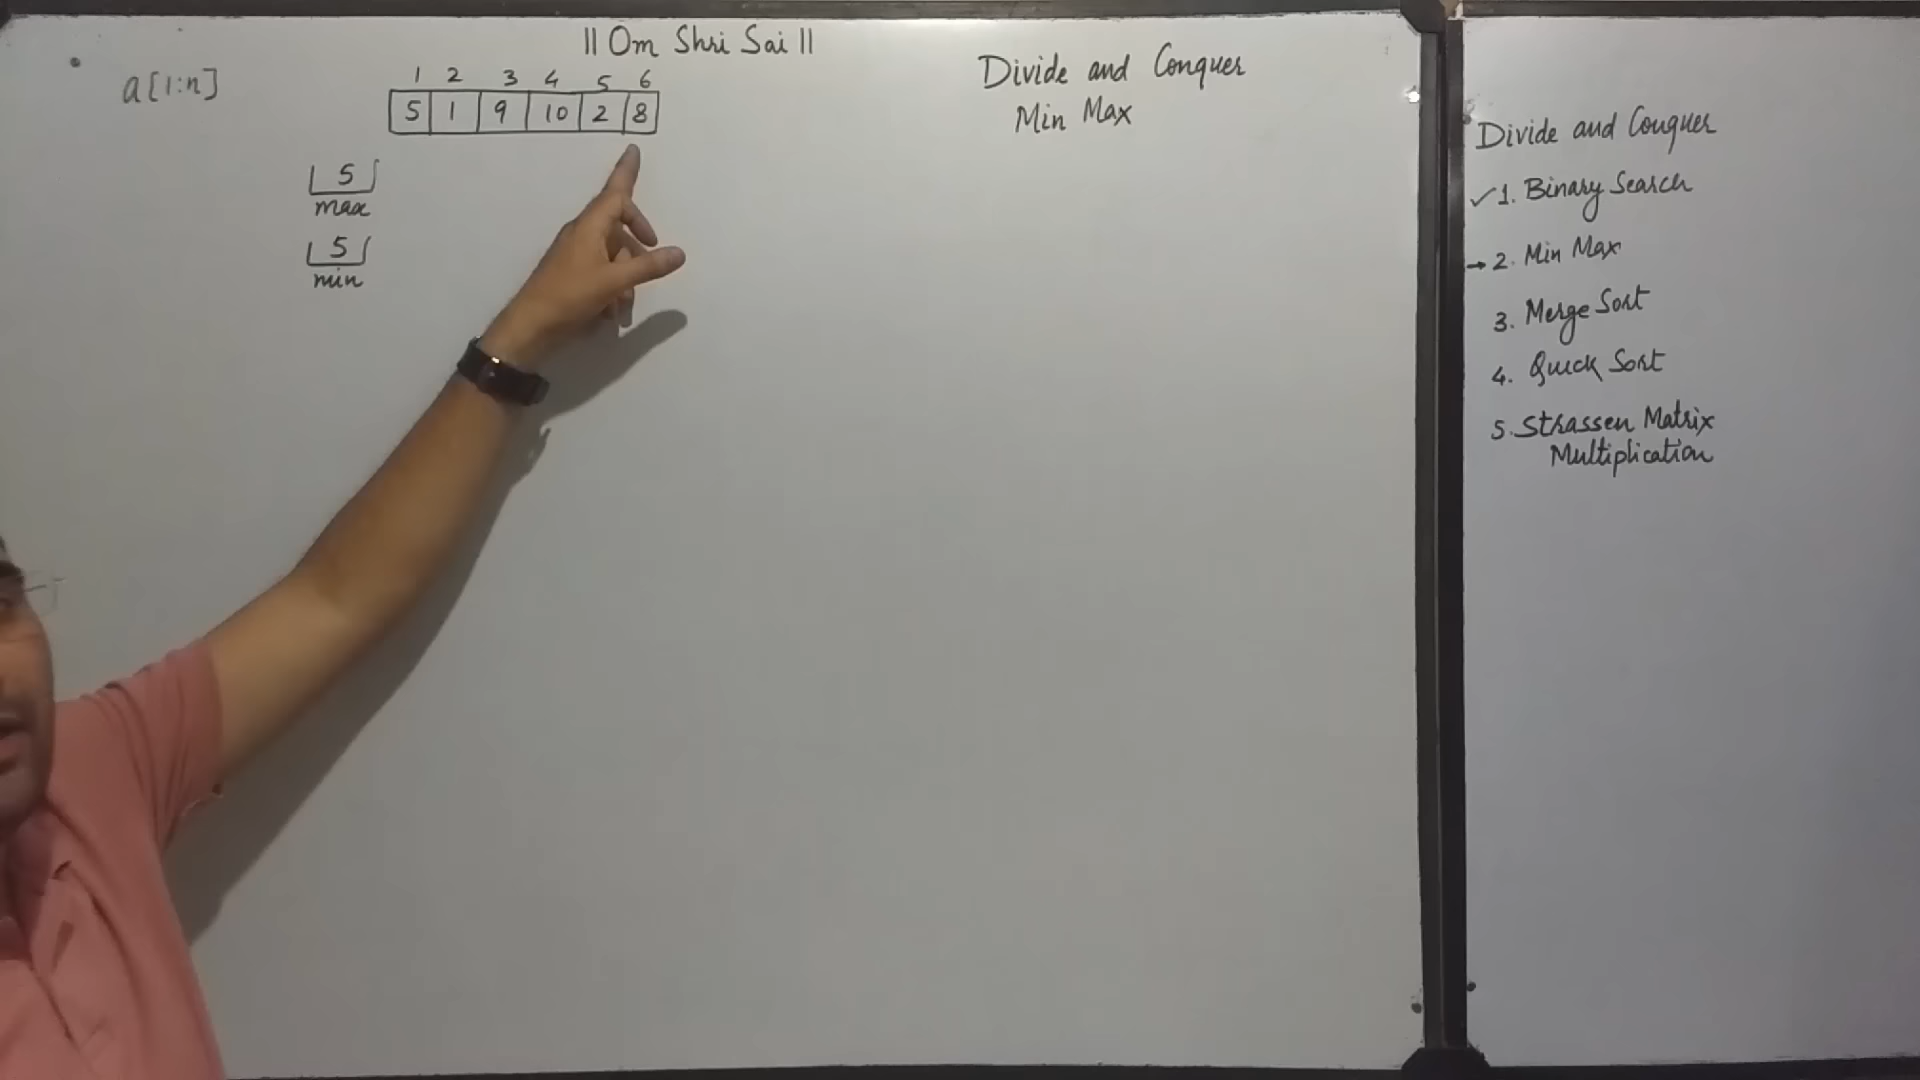 || Om Shri Sai ||
a[1:n]
1 2 3 4 5 6
5 1 9 10 2 8
5
max
5
min
Divide and Conquer
Min Max
Divide and Conquer
✓1. Binary Search
→2. Min Max
3. Merge Sort
4. Quick Sort
5. Strassen Matrix
Multiplication